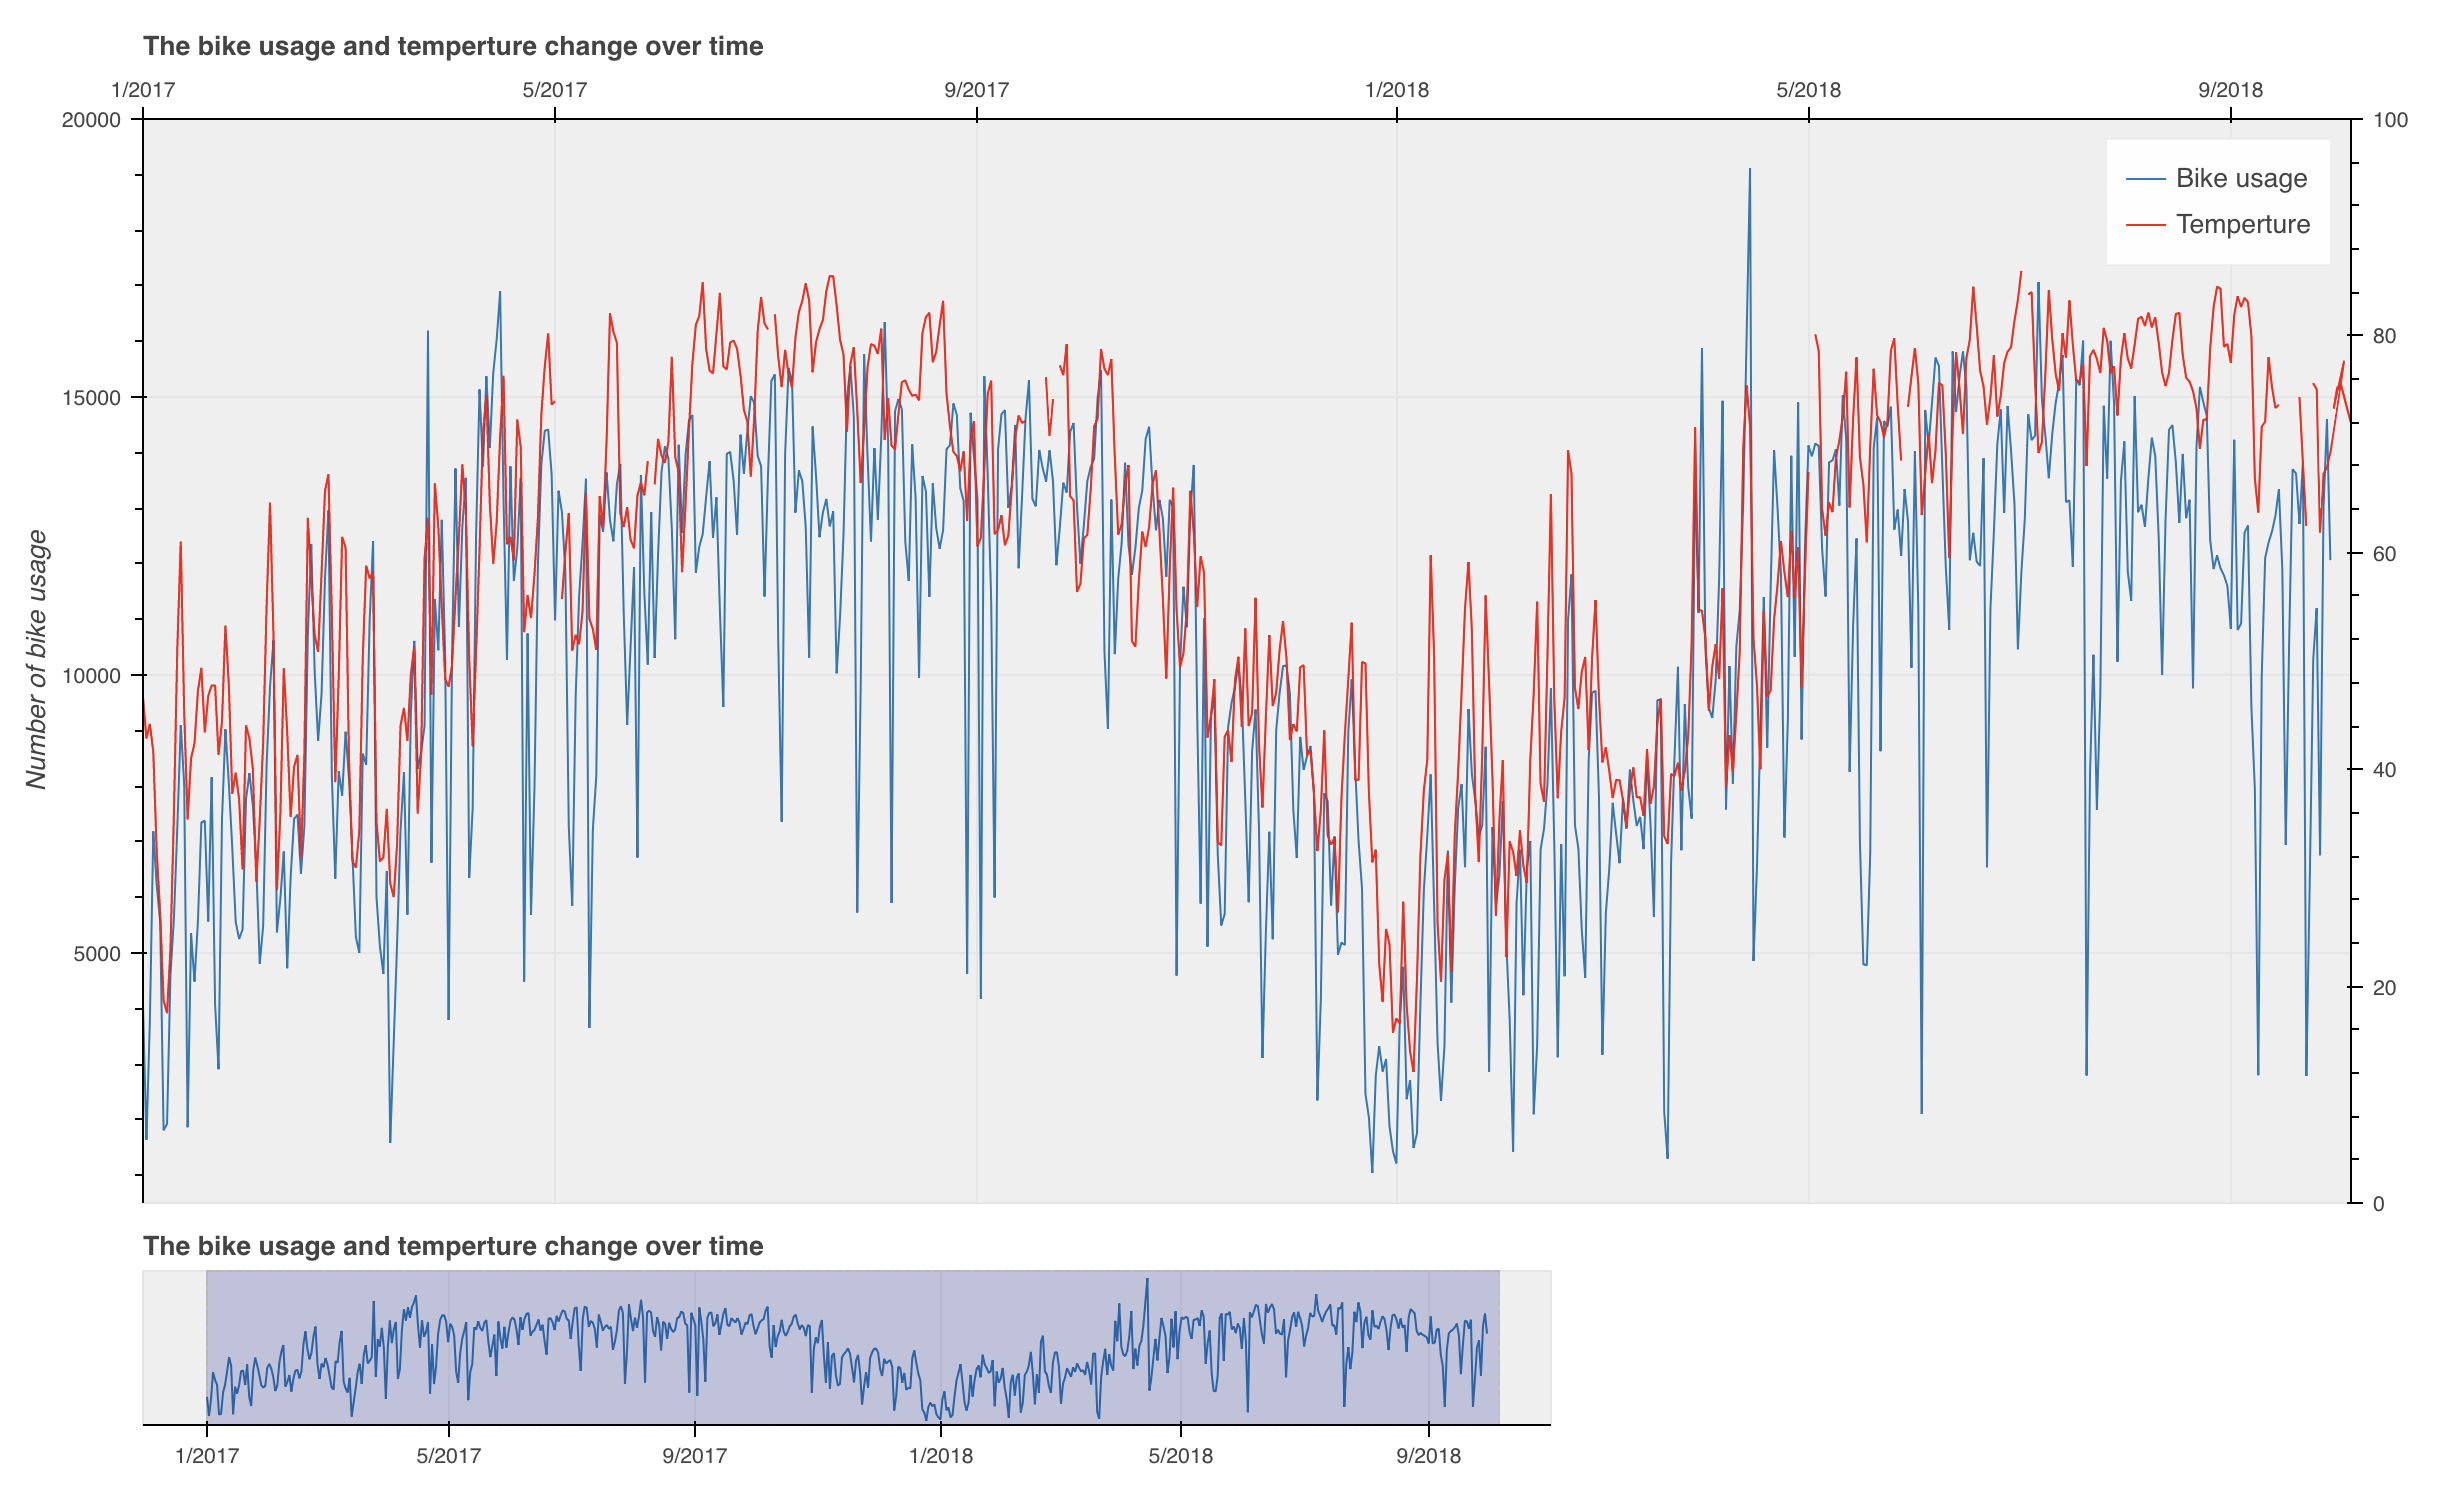 The bike usage and temperture change over time
1/2017 5/2017 9/2017 1/2018 5/2018 9/2018
20000 100
Bike usage
Temperture
80
15000
60
10000
Number of bike usage
40
5000
20
0
The bike usage and temperture change over time
1/2017 5/2017 9/2017 1/2018 5/2018 9/2018